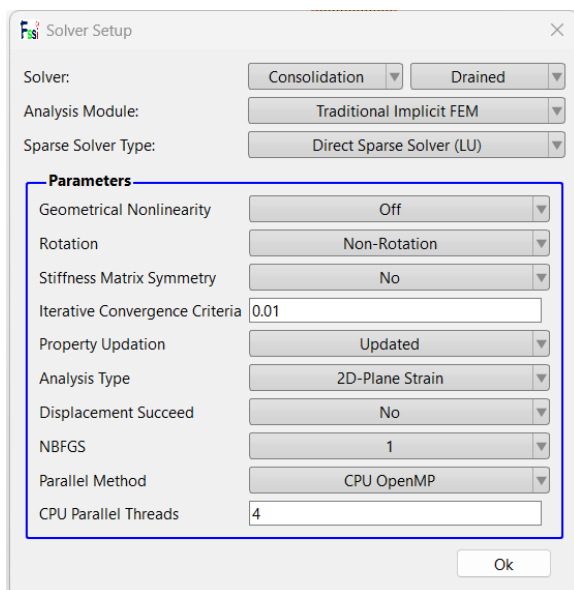 Fssi Solver Setup
Solver: Consolidation Drained
Analysis Module: Traditional Implicit FEM
Sparse Solver Type: Direct Sparse Solver (LU)
Parameters
Geometrical Nonlinearity Off
Rotation Non-Rotation
Stiffness Matrix Symmetry No
Iterative Convergence Criteria 0.01
Property Updation Updated
Analysis Type 2D-Plane Strain
Displacement Succeed No
NBFGS 1
Parallel Method CPU OpenMP
CPU Parallel Threads 4
Ok